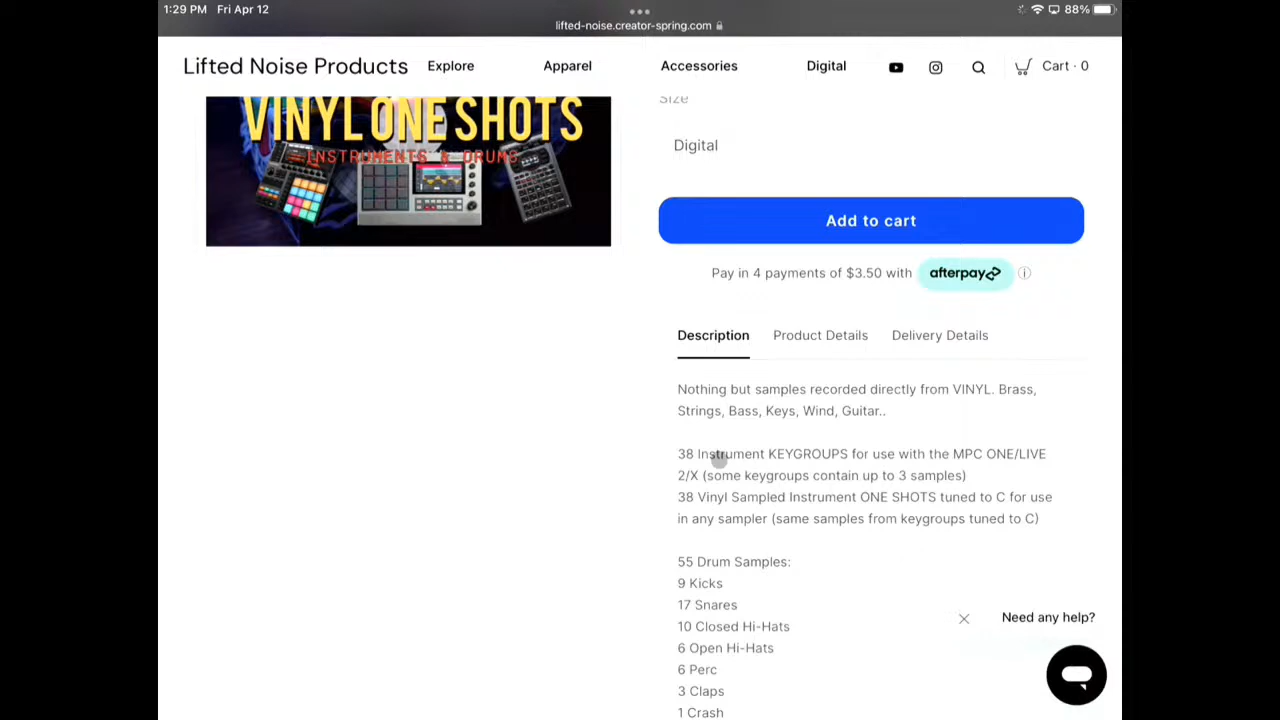 1:29 PM Fri Apr 12
88%
lifted-noise.creator-spring.com
Lifted Noise Products
Explore
Apparel
Accessories
Digital
Cart · 0
VINYL ONE SHOTS
INSTRUMENTS & DRUMS
Size
Digital
Add to cart
Pay in 4 payments of $3.50 with afterpay
Description
Product Details
Delivery Details
Nothing but samples recorded directly from VINYL. Brass,
Strings, Bass, Keys, Wind, Guitar..
38 Instrument KEYGROUPS for use with the MPC ONE/LIVE
2/X (some keygroups contain up to 3 samples)
38 Vinyl Sampled Instrument ONE SHOTS tuned to C for use
in any sampler (same samples from keygroups tuned to C)
55 Drum Samples:
9 Kicks
17 Snares
10 Closed Hi-Hats
6 Open Hi-Hats
6 Perc
3 Claps
1 Crash
Need any help?